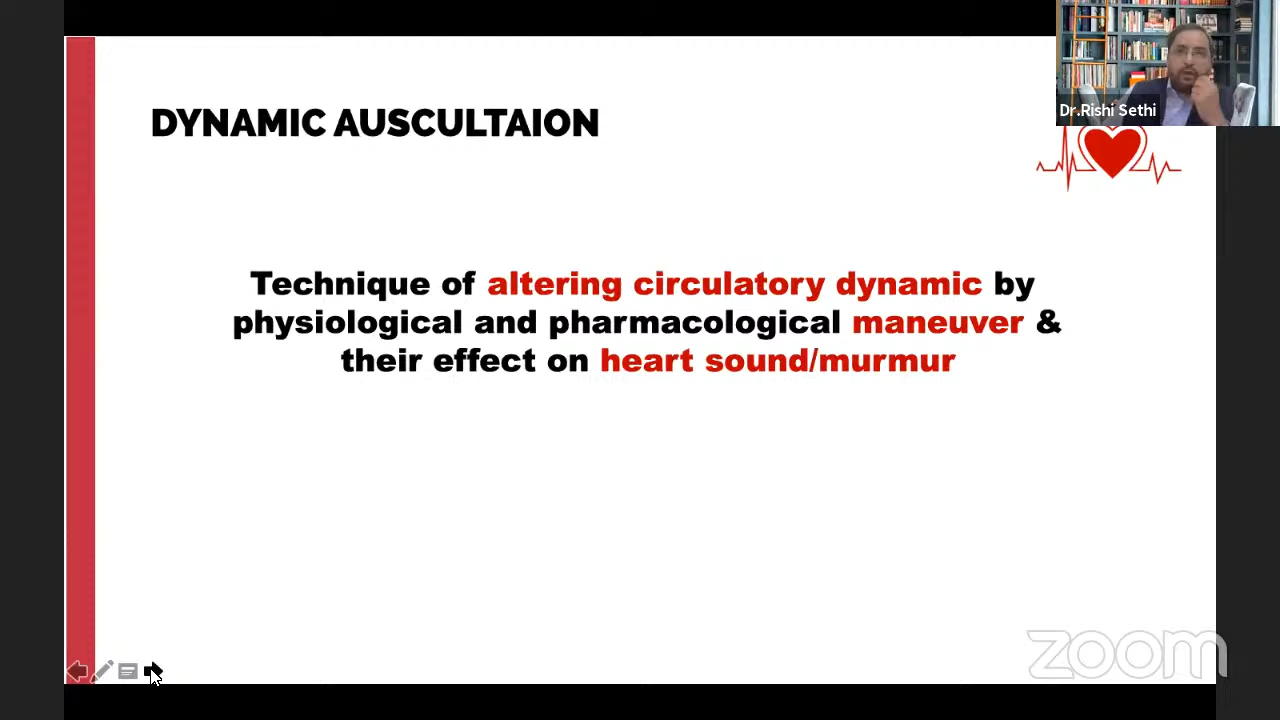 Dr.Rishi Sethi
DYNAMIC AUSCULTAION
Technique of altering circulatory dynamic by
physiological and pharmacological maneuver &
their effect on heart sound/murmur
zoom